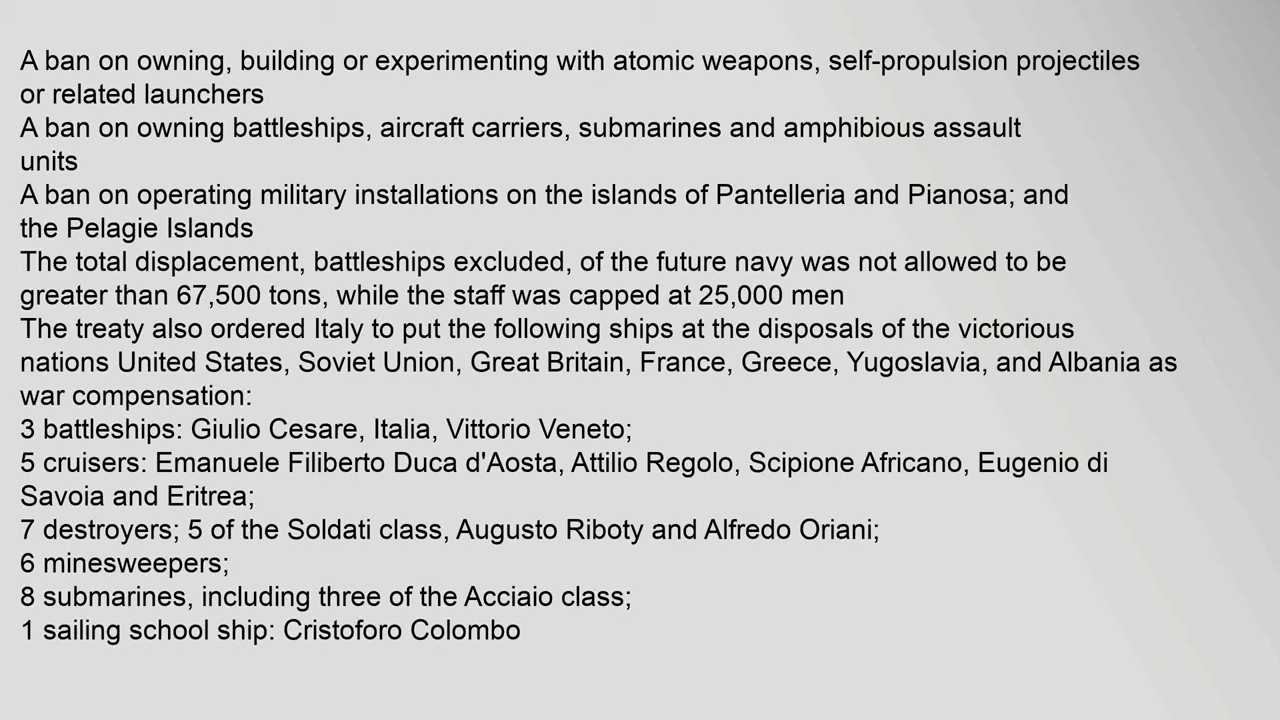 A ban on owning, building or experimenting with atomic weapons, self-propulsion projectiles
or related launchers
A ban on owning battleships, aircraft carriers, submarines and amphibious assault
units
A ban on operating military installations on the islands of Pantelleria and Pianosa; and
the Pelagie Islands
The total displacement, battleships excluded, of the future navy was not allowed to be
greater than 67,500 tons, while the staff was capped at 25,000 men
The treaty also ordered Italy to put the following ships at the disposals of the victorious
nations United States, Soviet Union, Great Britain, France, Greece, Yugoslavia, and Albania as
war compensation:
3 battleships: Giulio Cesare, Italia, Vittorio Veneto;
5 cruisers: Emanuele Filiberto Duca d'Aosta, Attilio Regolo, Scipione Africano, Eugenio di
Savoia and Eritrea;
7 destroyers; 5 of the Soldati class, Augusto Riboty and Alfredo Oriani;
6 minesweepers;
8 submarines, including three of the Acciaio class;
1 sailing school ship: Cristoforo Colombo